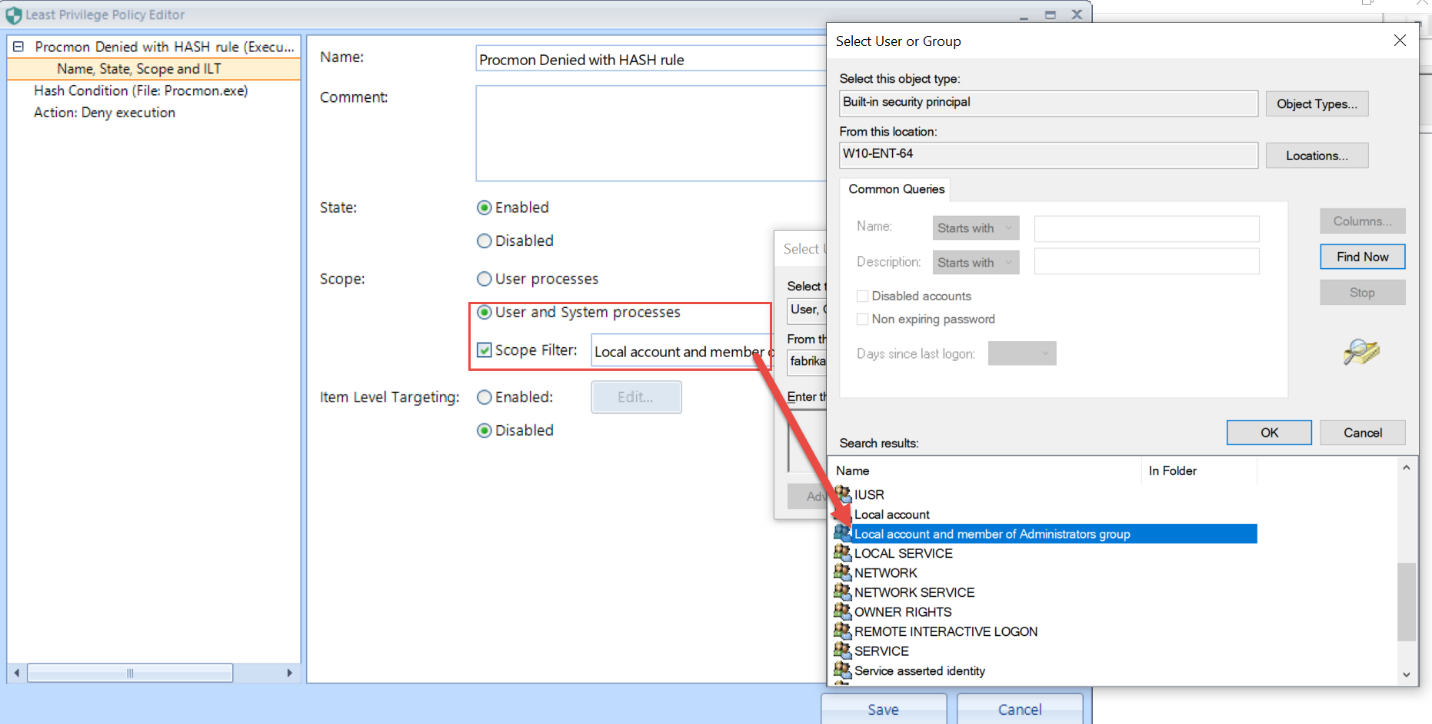 Least Privilege Policy Editor
Procmon Denied with HASH rule (Execu...
Name, State, Scope and ILT
Hash Condition (File: Procmon.exe)
Action: Deny execution
Name:
Procmon Denied with HASH rule
Comment:
State:
Enabled
Disabled
Scope:
User processes
User and System processes
Scope Filter:
Local account and member o
Item Level Targeting:
Enabled:
Edit...
Disabled
Save
Cancel
Select U
Select t
User, G
From th
fabrika
Enter th
Adv
Select User or Group
Select this object type:
Built-in security principal
Object Types...
From this location:
W10-ENT-64
Locations...
Common Queries
Name:
Starts with
Description:
Starts with
Disabled accounts
Non expiring password
Days since last logon:
Columns...
Find Now
Stop
OK
Cancel
Search results:
Name
In Folder
IUSR
Local account
Local account and member of Administrators group
LOCAL SERVICE
NETWORK
NETWORK SERVICE
OWNER RIGHTS
REMOTE INTERACTIVE LOGON
SERVICE
Service asserted identity